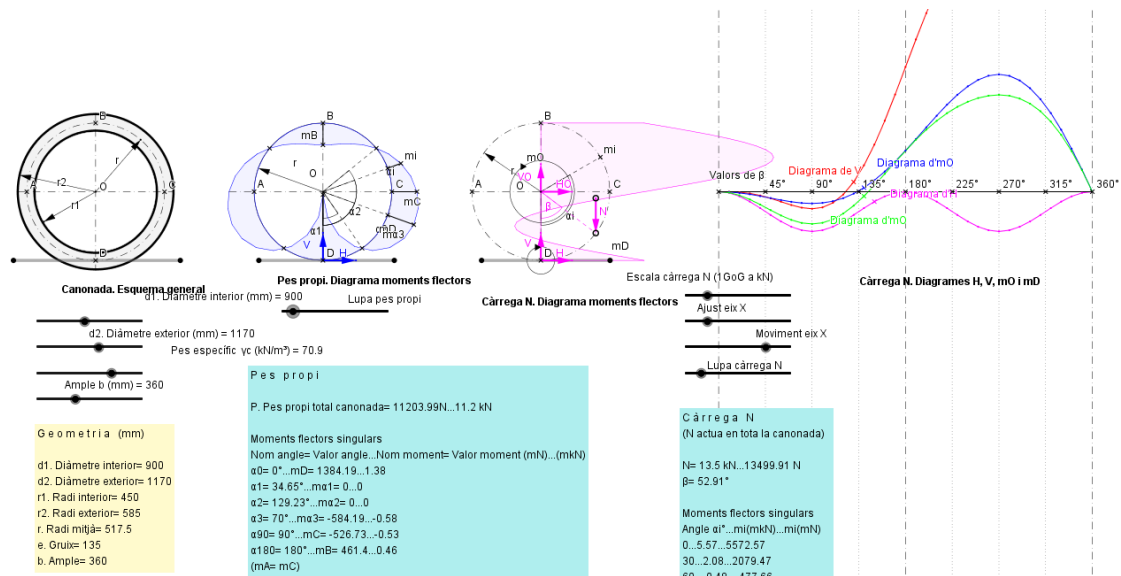 B
r
r2
A
O
C
r1
D
Canonada. Esquema general
B
mB
mi
r
O
αi
A
C
mC
α2
α1
mα3
V
D
H
Pes propi. Diagrama moments flectors
B
mO
mi
VO
HO
A
C
β
αi
N
V
mD
D
H
Càrrega N. Diagrama moments flectors
Valors de β
45°
90°
135°
180°
225°
270°
315°
360°
Diagrama d'mO
Diagrama de V
Diagrama d'H
Càrrega N. Diagrames H, V, mO i mD
d1. Diàmetre interior (mm) = 900
d2. Diàmetre exterior (mm) = 1170
Pes específic γc (kN/m³) = 70.9
Ample b (mm) = 360
Lupa pes propi
Escala càrrega N (1GoG a kN)
Ajust eix X
Moviment eix X
Lupa càrrega N
Geometria (mm)
d1. Diàmetre interior= 900
d2. Diàmetre exterior= 1170
r1. Radi interior= 450
r2. Radi exterior= 585
r. Radi mitjà= 517.5
e. Gruix= 135
b. Ample= 360
Pes propi
P. Pes propi total canonada= 11203.99N...11.2 kN
Moments flectors singulars
Nom angle= Valor angle...Nom moment= Valor moment (mN)...(mkN)
α0= 0°...mD= 1384.19...1.38
α1= 34.65°...mα1= 0...0
α2= 129.23°...mα2= 0...0
α3= 70°...mα3= -584.19...-0.58
α90= 90°...mC= -526.73...-0.53
α180= 180°...mB= 461.4...0.46
(mA= mC)
Càrrega N
(N actua en tota la canonada)
N= 13.5 kN...13499.91 N
β= 52.91°
Moments flectors singulars
Angle αi°...mi(mkN)...mi(mN)
0...5.57...5572.57
30...2.08...2079.47